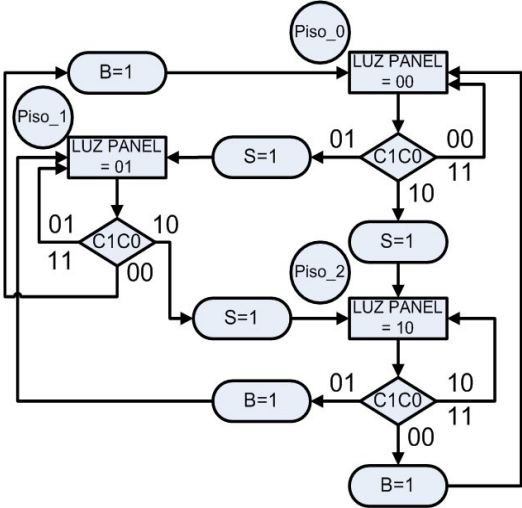 Piso_0
B=1
LUZ PANEL
= 00
Piso_1
LUZ PANEL
= 01
S=1
01
C1C0
00
11
10
01
11
C1C0
10
00
S=1
Piso_2
S=1
LUZ PANEL
= 10
B=1
01
C1C0
10
11
00
B=1